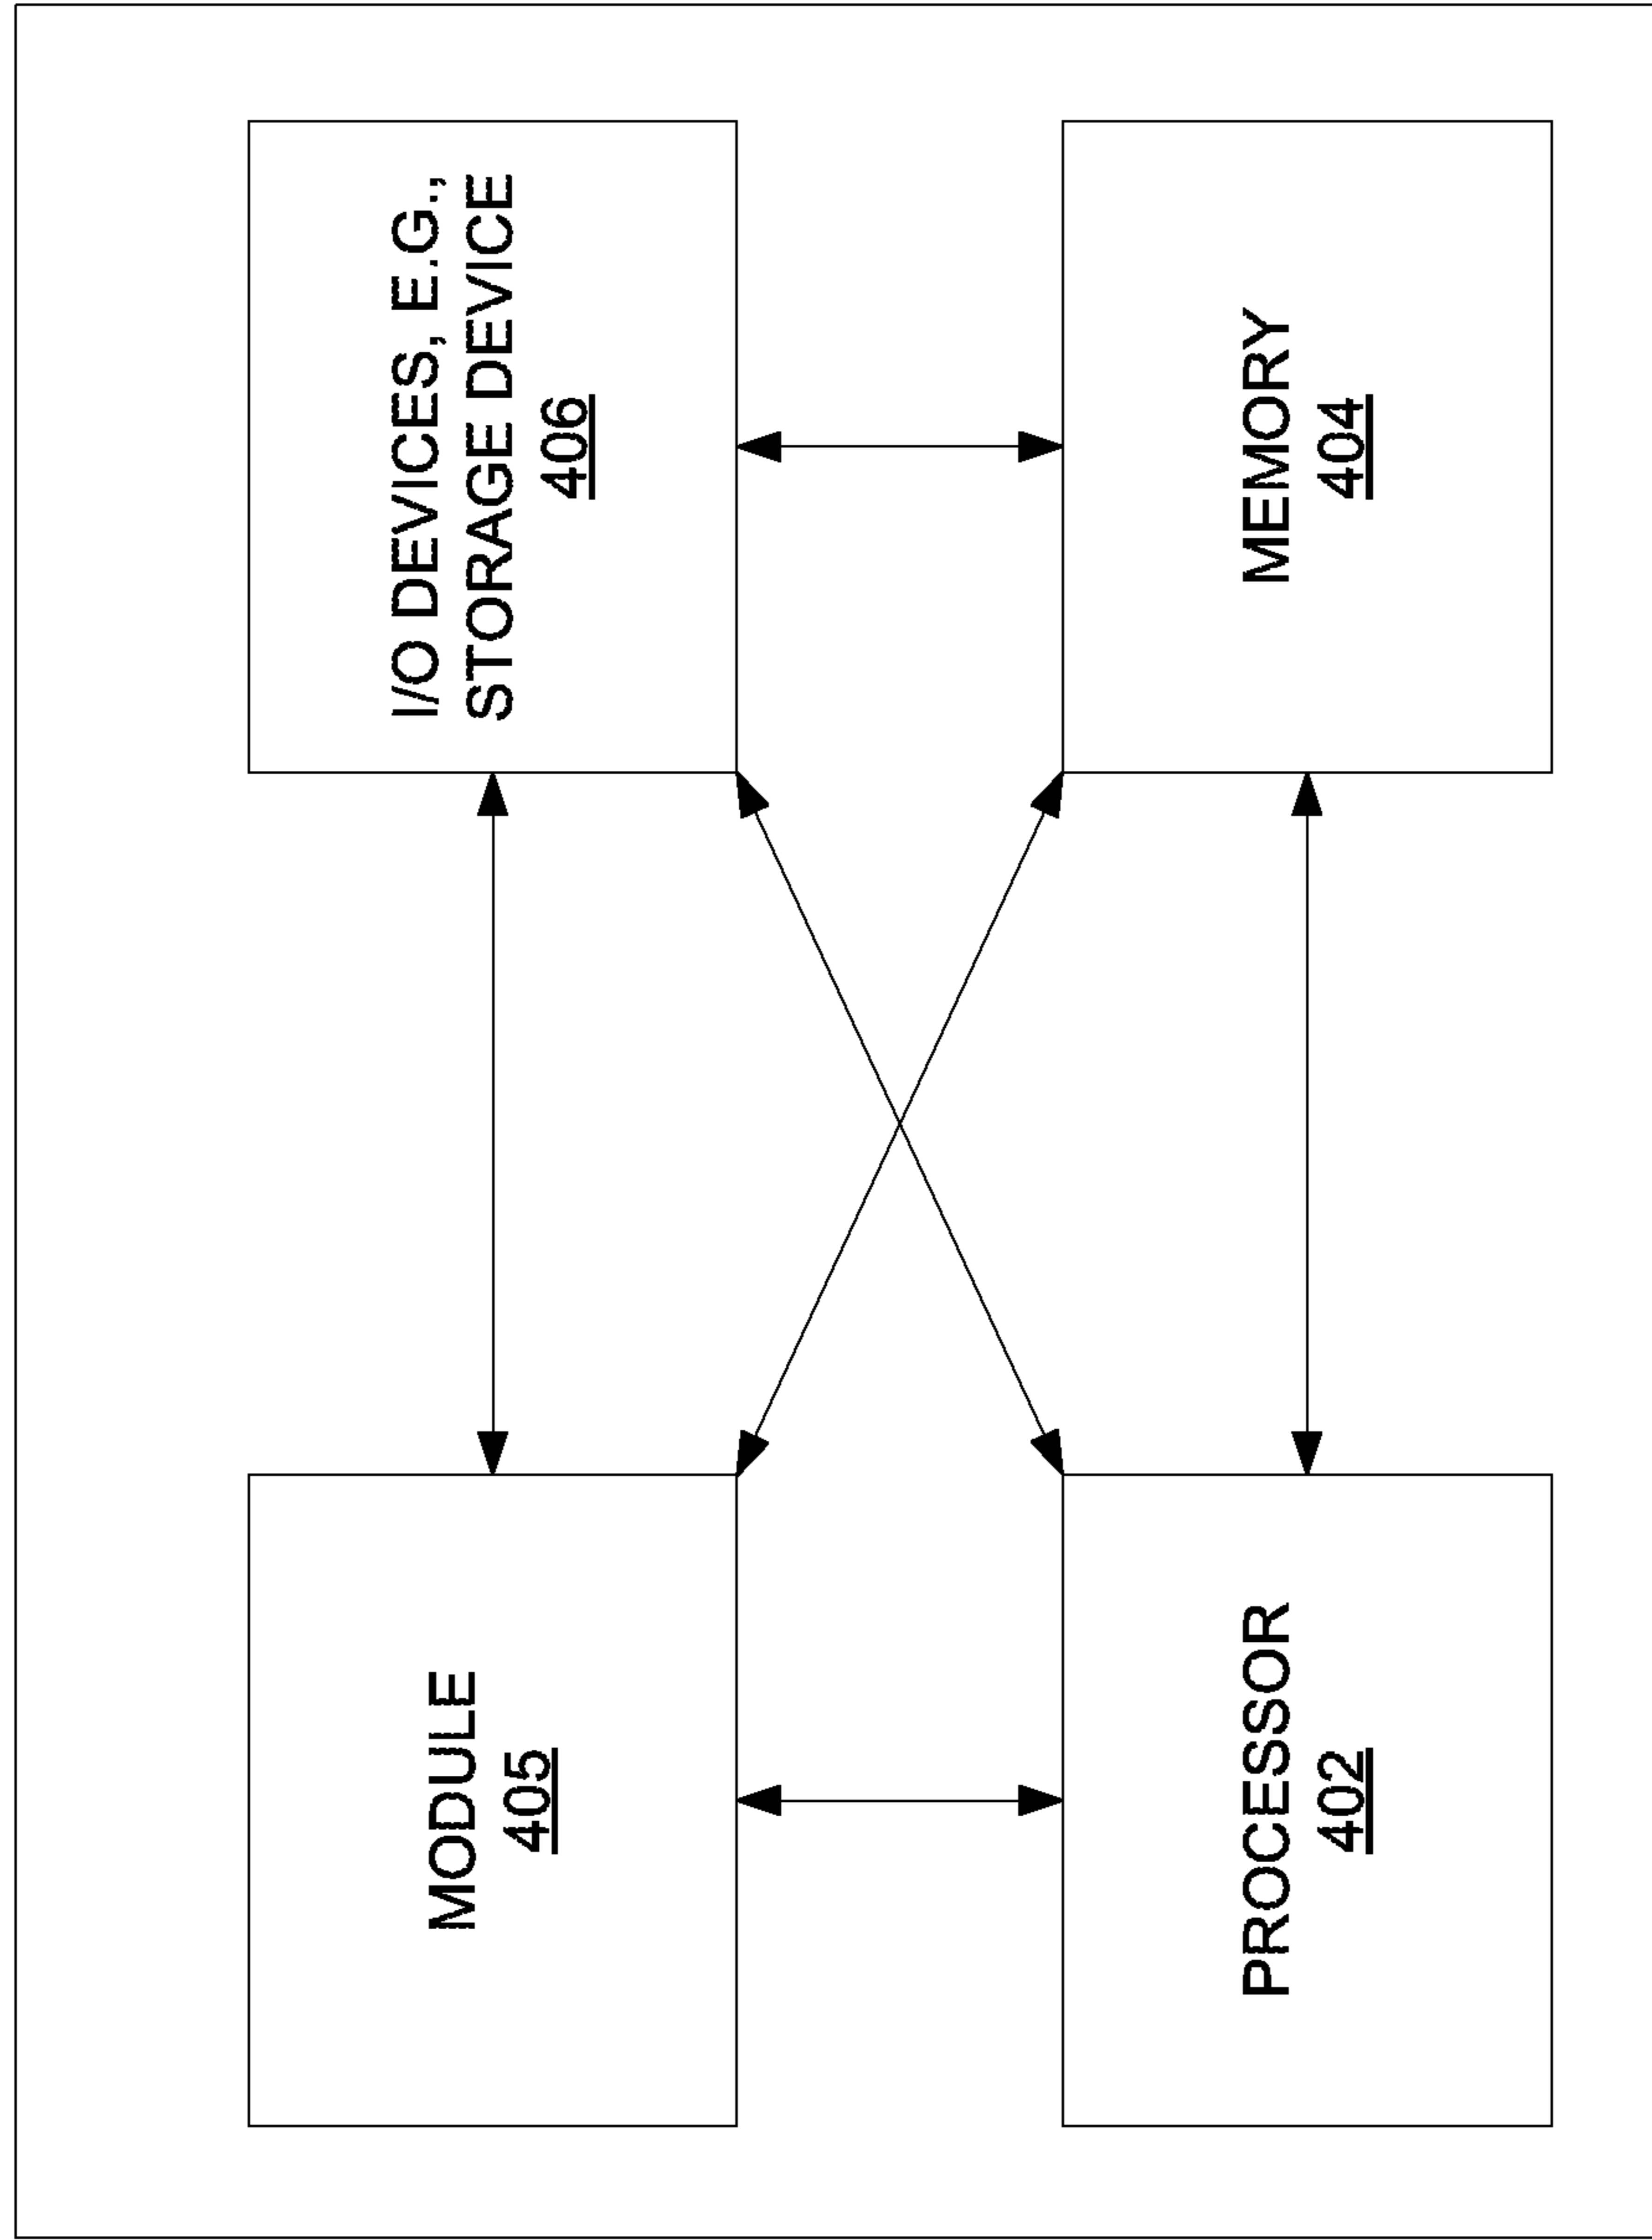 MODULE
405
I/O DEVICES, E.G.,
STORAGE DEVICE
406
PROCESSOR
402
MEMORY
404